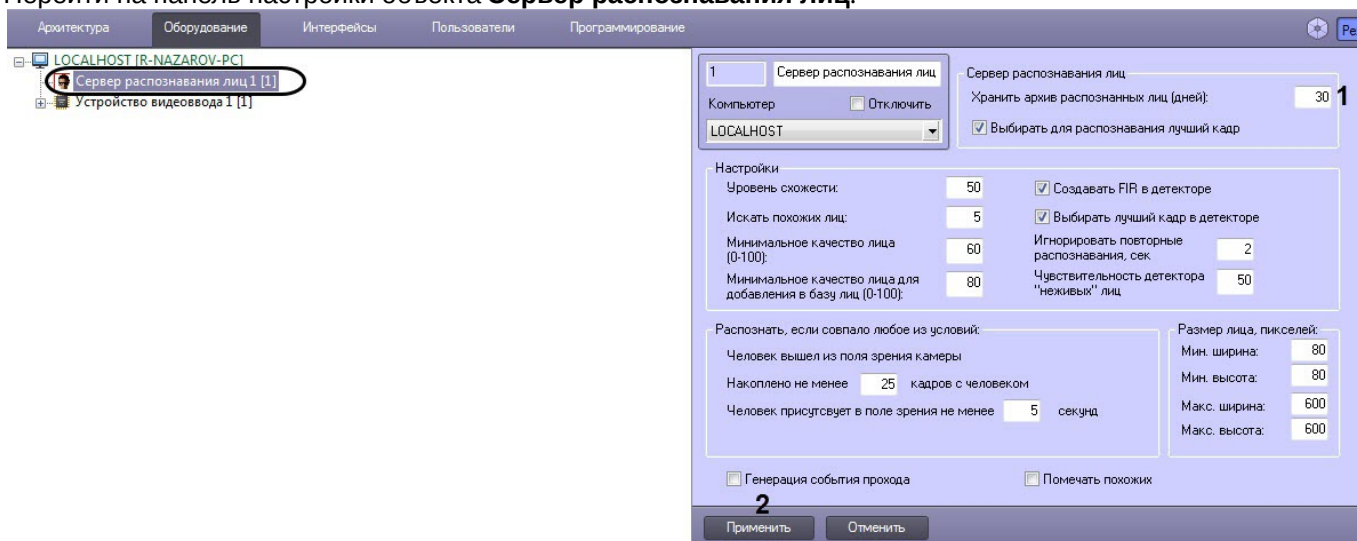 Перейти на панель настройки объекта Сервер распознавания лиц.
Архитектура Оборудование Интерфейсы Пользователи Программирование
LOCALHOST [R-NAZAROV-PC]
Сервер распознавания лиц 1 [1]
Устройство видеоввода 1 [1]
1 Сервер распознавания лиц
Компьютер Отключить
LOCALHOST
Сервер распознавания лиц
Хранить архив распознанных лиц (дней): 30 1
Выбирать для распознавания лучший кадр
Настройки
Уровень схожести: 50 Создавать FIR в детекторе
Искать похожих лиц: 5 Выбирать лучший кадр в детекторе
Минимальное качество лица
(0-100): 60
Игнорировать повторные
распознавания, сек 2
Минимальное качество лица для
добавления в базу лиц (0-100): 80
Чувствительность детектора
"неживых" лиц 50
Распознать, если совпало любое из условий:
Человек вышел из поля зрения камеры
Накоплено не менее 25 кадров с человеком
Человек присутсвует в поле зрения не менее 5 секунд
Размер лица, пикселей:
Мин. ширина: 80
Мин. высота: 80
Макс. ширина: 600
Макс. высота: 600
Генерация события прохода Помечать похожих
2
Применить Отменить